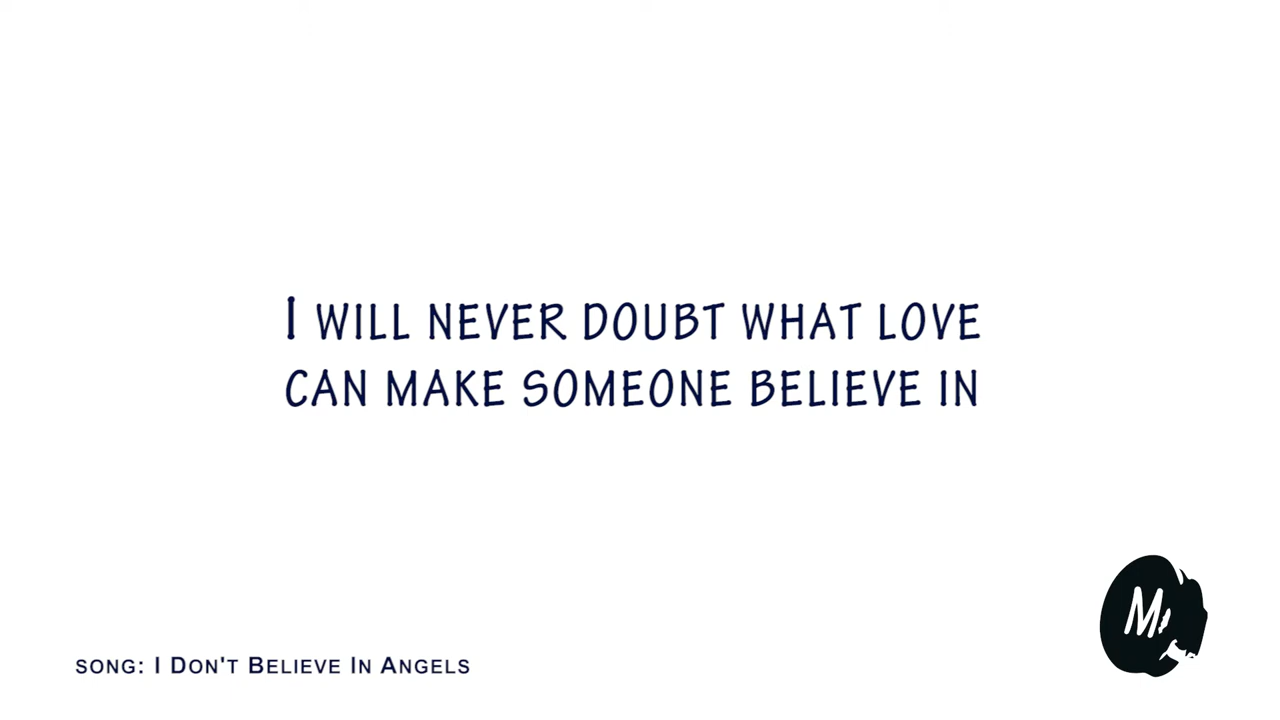 I WILL NEVER DOUBT WHAT LOVE
CAN MAKE SOMEONE BELIEVE IN
SONG: I DON'T BELIEVE IN ANGELS
M